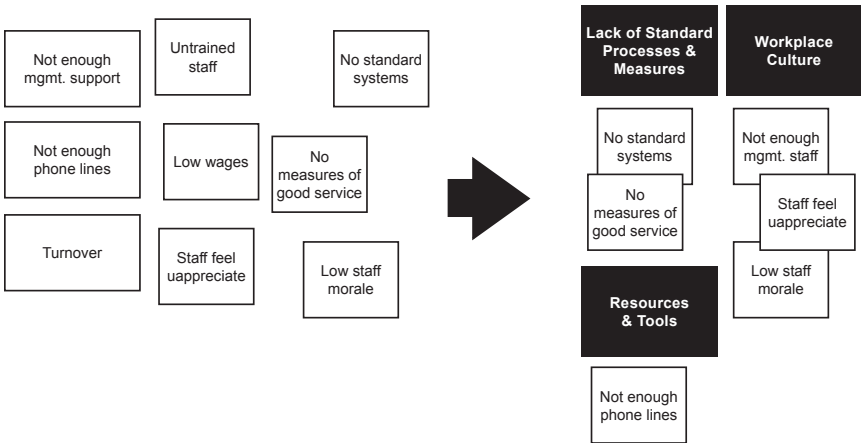 Not enough
mgmt. support
Untrained
staff
No standard
systems
Not enough
phone lines
Low wages
No
measures of
good service
Turnover
Staff feel
uappreciate
Low staff
morale
Lack of Standard
Processes &
Measures
No standard
systems
No
measures of
good service
Workplace
Culture
Not enough
mgmt. staff
Staff feel
uappreciate
Low staff
morale
Resources
& Tools
Not enough
phone lines